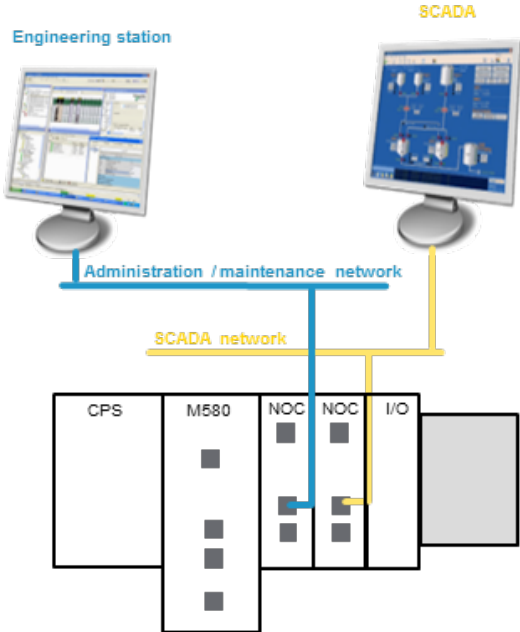 SCADA
Engineering station
Administration / maintenance network
SCADA network
CPS
M580
NOC
NOC
I/O